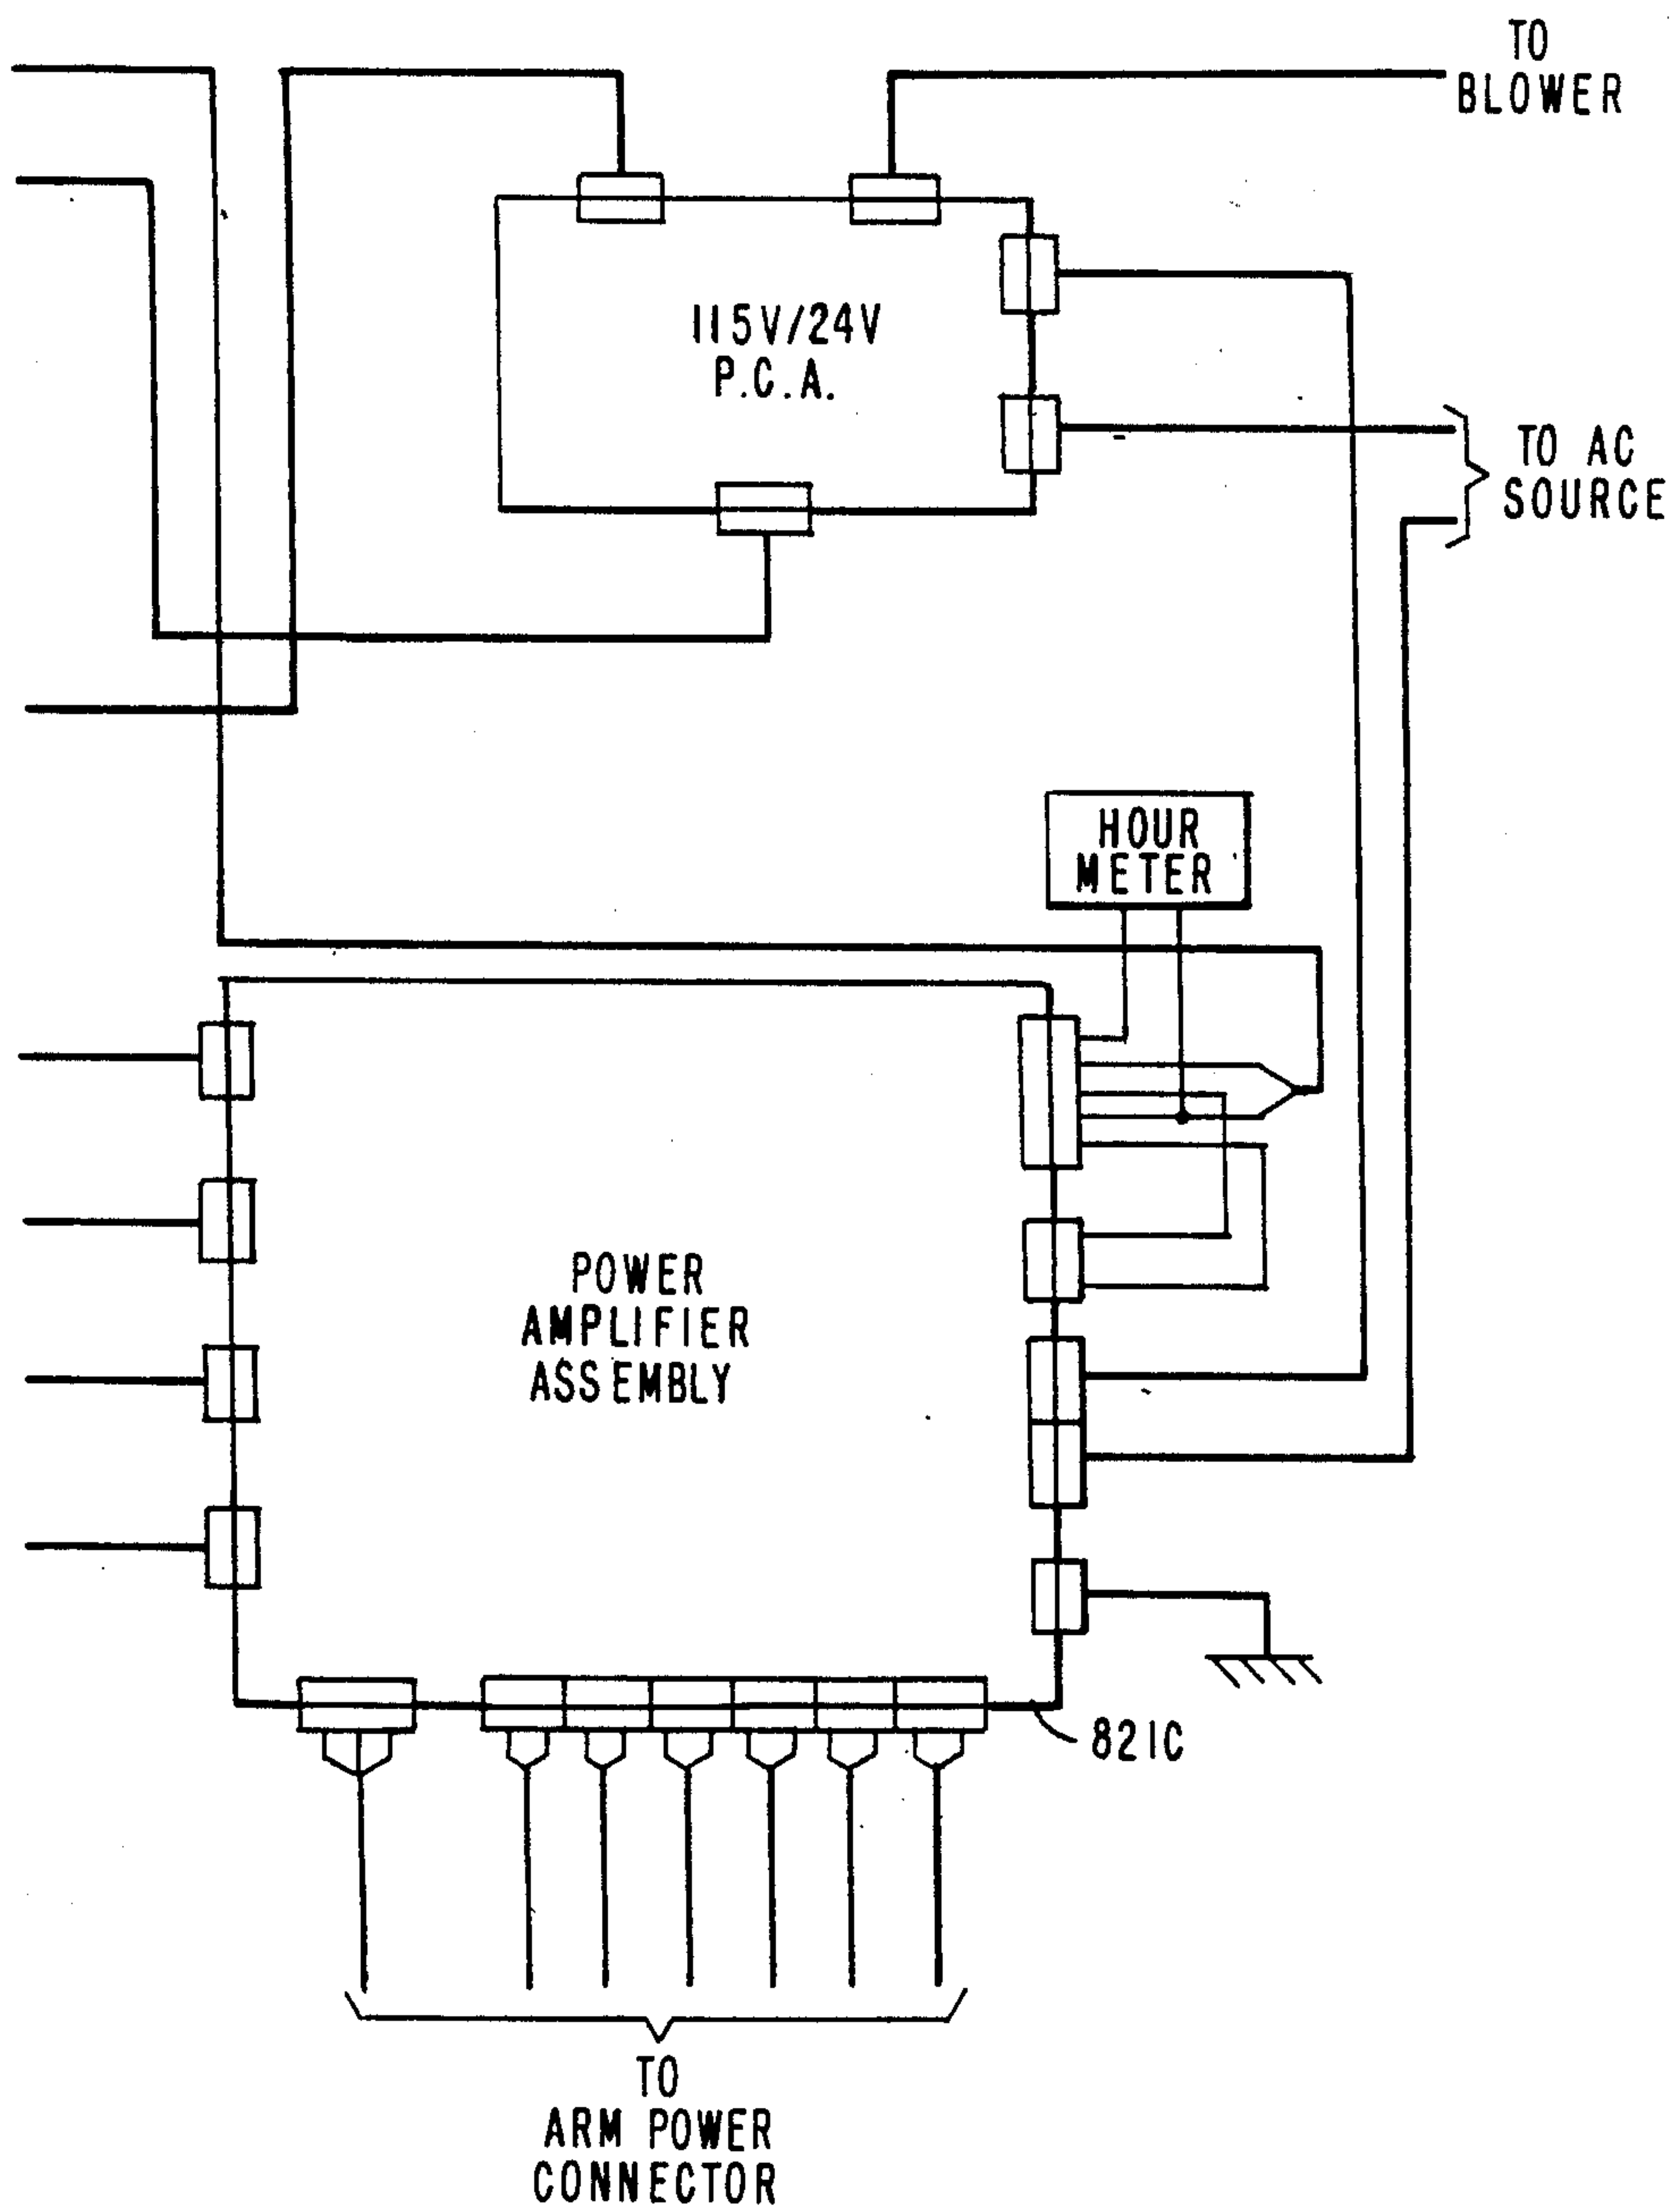 TO
BLOWER
115V/24V
P.C.A.
TO AC
SOURCE
HOUR
METER
POWER
AMPLIFIER
ASSEMBLY
821C
TO
ARM POWER
CONNECTOR